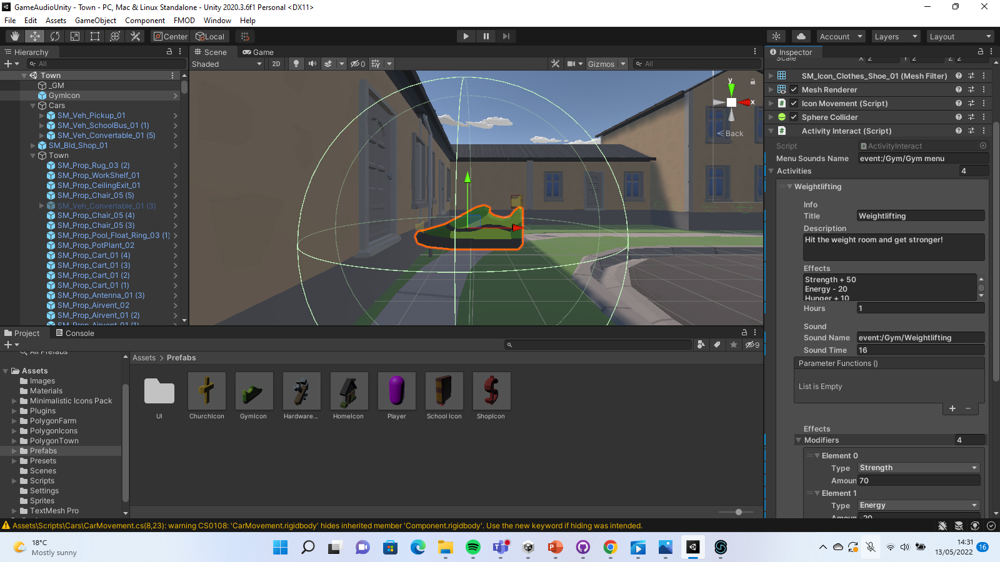 GameAudioUnity - Town - PC, Mac & Linux Standalone - Unity 2020.3.6f1 Personal <DX11>
File Edit Assets GameObject Component FMOD Window Help
Center Local Account Layers Layout
Hierarchy
All
Town
_GM
GymIcon
Cars
SM_Veh_Pickup_01
SM_Veh_SchoolBus_01 (1)
SM_Veh_Convertable_01 (5)
SM_Bld_Shop_01
Town
SM_Prop_Rug_03 (2)
SM_Prop_WorkShelf_01
SM_Prop_CeilingExit_01
SM_Prop_Chair_05 (5)
SM_Veh_Convertable_01 (3)
SM_Prop_Chair_05 (4)
SM_Prop_Chair_05 (3)
SM_Prop_Pool_Float_Ring_03 (1)
SM_Prop_PotPlant_02
SM_Prop_Cart_01 (4)
SM_Prop_Cart_01 (3)
SM_Prop_Cart_01 (2)
SM_Prop_Cart_01 (1)
SM_Prop_Antenna_01 (3)
SM_Prop_Airvent_02
SM_Prop_Airvent_01 (2)
SM_Prop_Airvent_01 (1)
Scene Game
Shaded 2D 0 Gizmos All
y
x
Back
Inspector
Scale X 2 Y 2 Z 2
SM_Icon_Clothes_Shoe_01 (Mesh Filter)
Mesh Renderer
Icon Movement (Script)
Sphere Collider
Activity Interact (Script)
Script ActivityInteract
Menu Sounds Name event:/Gym/Gym menu
Activities 4
Weightlifting
Info
Title Weightlifting
Description
Hit the weight room and get stronger!
Effects
Strength + 50
Energy - 20
Hunger + 10
Hours 1
Sound
Sound Name event:/Gym/Weightlifting
Sound Time 16
Parameter Functions ()
List is Empty
Effects
Modifiers 4
Element 0
Type Strength
Amoun 70
Element 1
Type Energy
Amoun -20
Project Console
9
All Prefabs
Assets
Images
Materials
Minimalistic Icons Pack
Plugins
PolygonFarm
PolygonIcons
PolygonTown
Prefabs
Presets
Scenes
Scripts
Settings
Sprites
TextMesh Pro
Assets > Prefabs
UI ChurchIcon GymIcon Hardware... HomeIcon Player School Icon ShopIcon
Assets\Scripts\Cars\CarMovement.cs(8,23): warning CS0108: 'CarMovement.rigidbody' hides inherited member 'Component.rigidbody'. Use the new keyword if hiding was intended.
18°C
Mostly sunny
14:31
13/05/2022
16